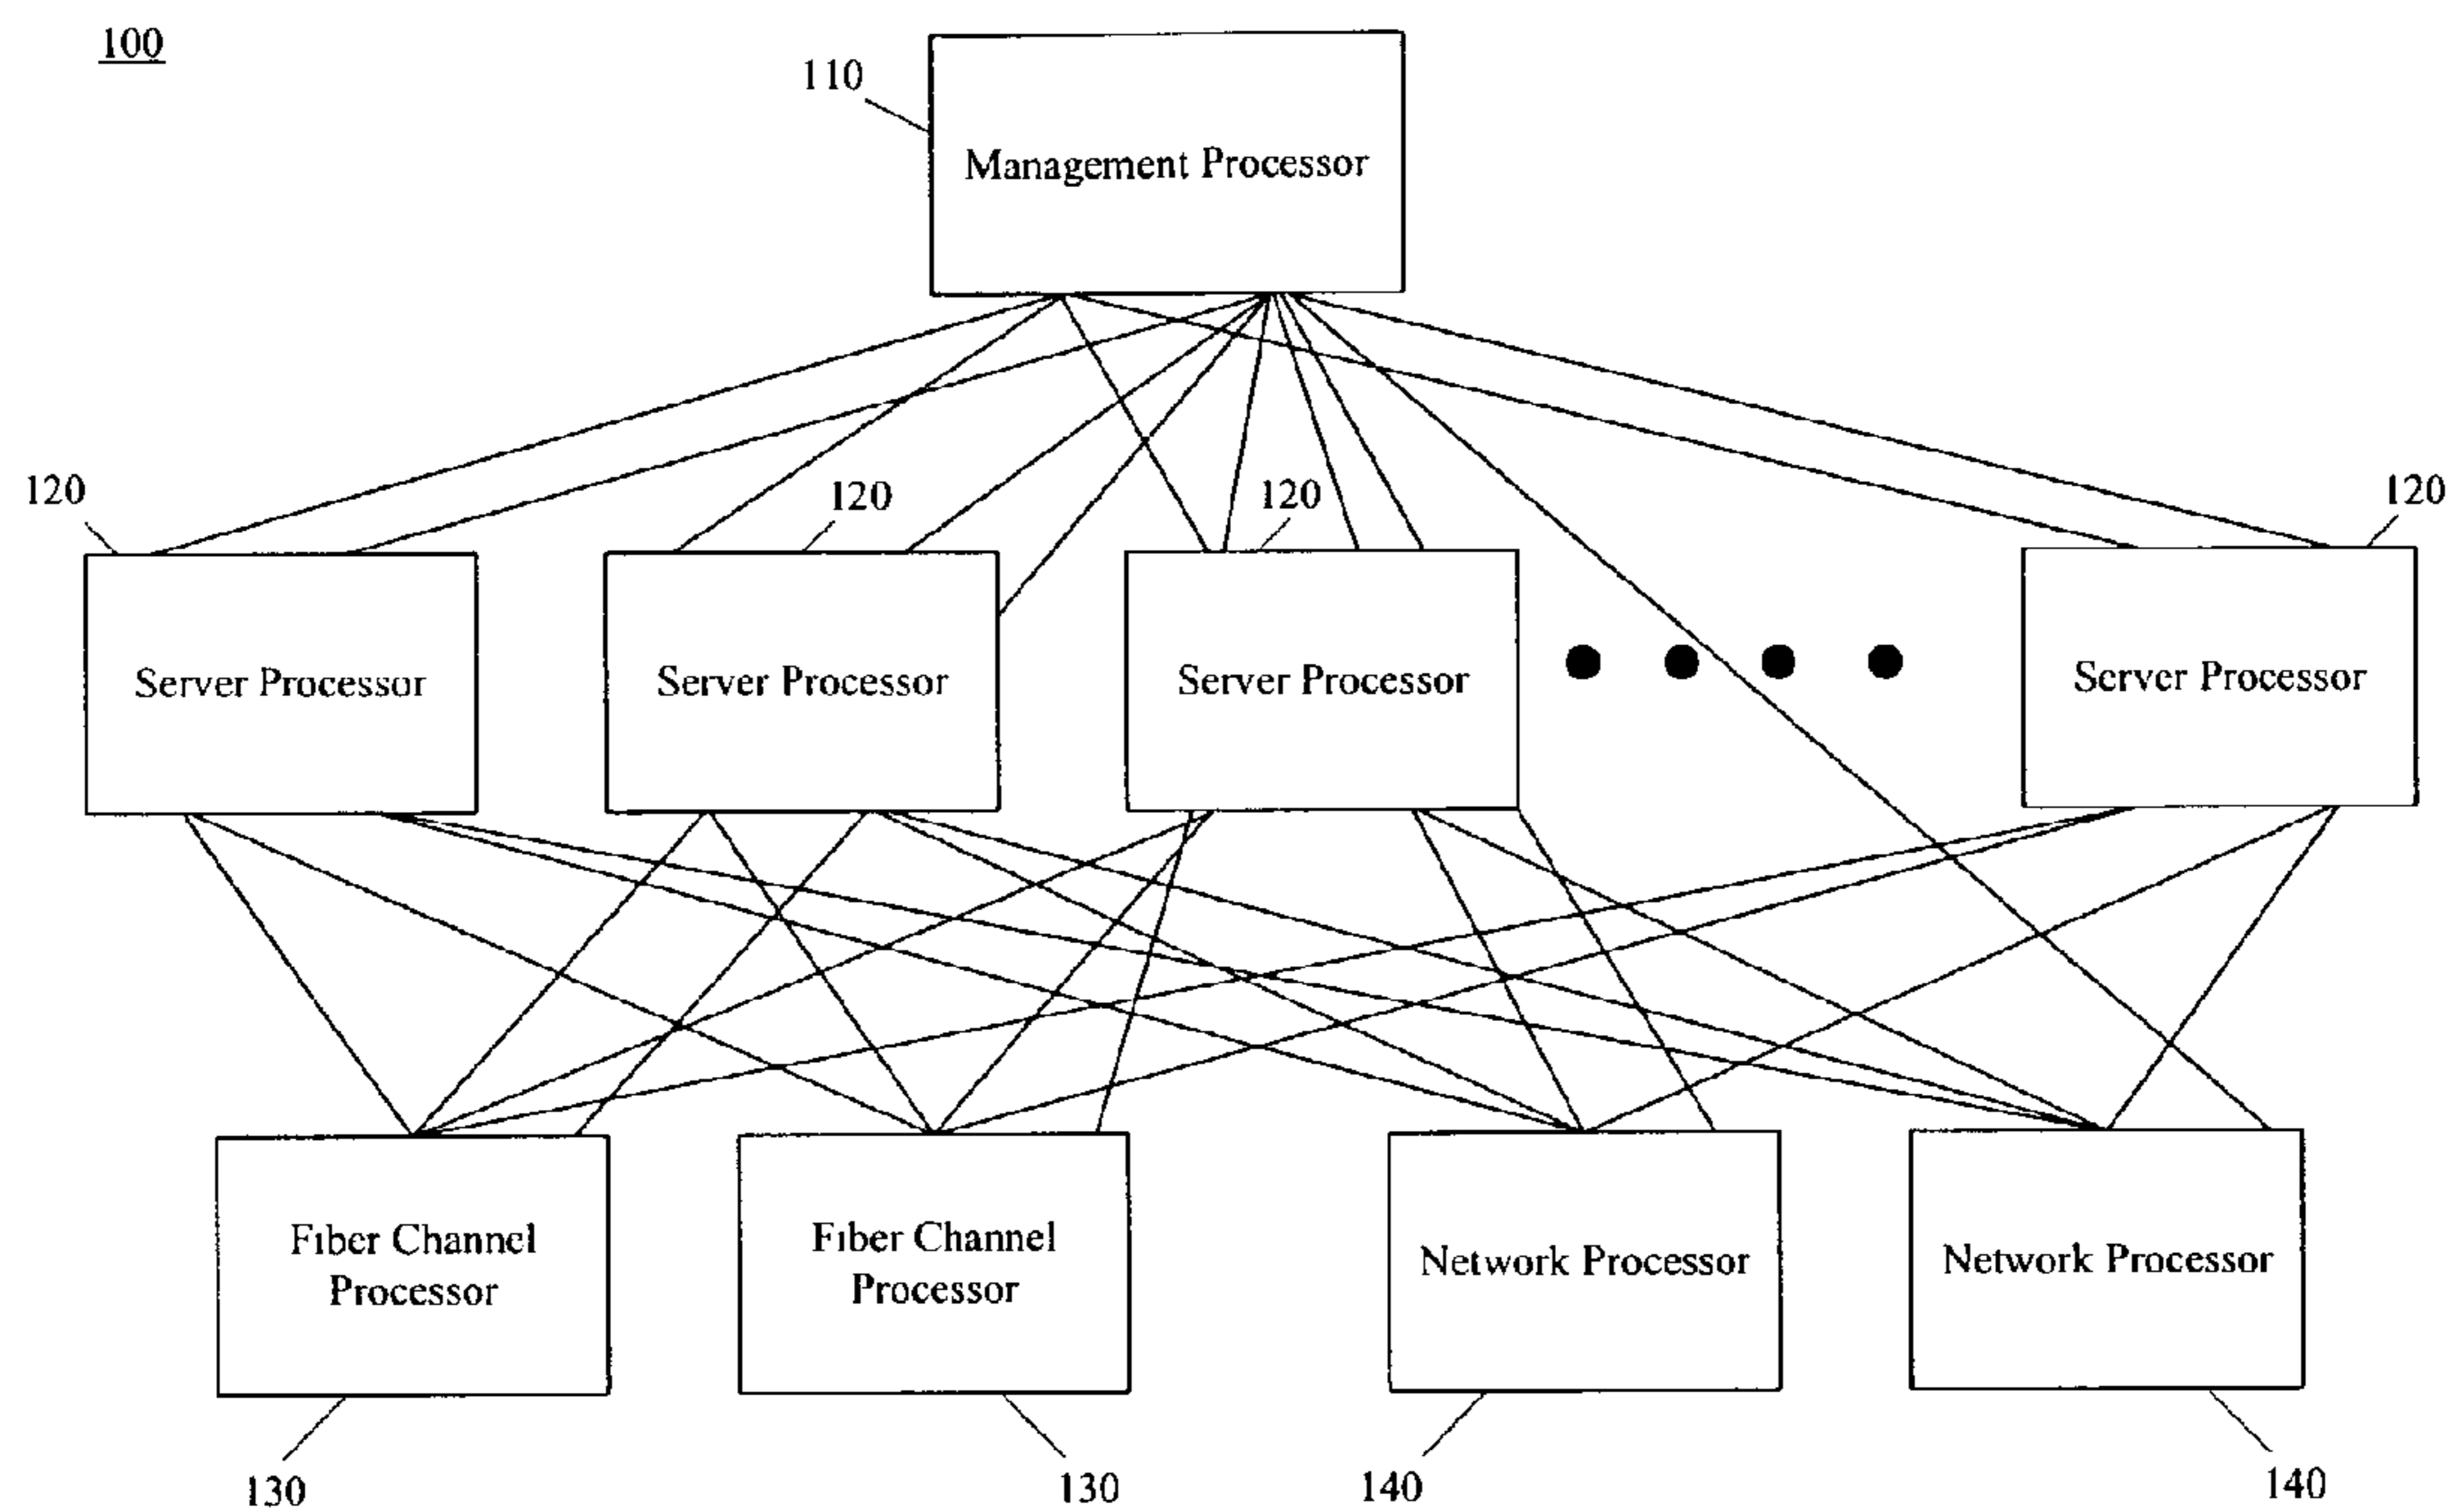 100
110
Management Processor
120
120
120
120
Server Processor
Server Processor
Server Processor
Server Processor
Fiber Channel
Processor
Fiber Channel
Processor
Network Processor
Network Processor
130
130
140
140